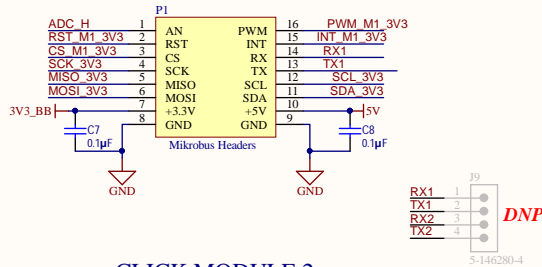 P1
ADC_H 1 AN PWM 16 PWM_M1_3V3
RST_M1_3V3 2 RST INT 15 INT_M1_3V3
CS_M1_3V3 3 CS RX 14 RX1
SCK_3V3 4 SCK TX 13 TX1
MISO_3V3 5 MISO SCL 12 SCL_3V3
MOSI_3V3 6 MOSI SDA 11 SDA_3V3
3V3_BB 7 +3.3V +5V 10 5V
8 GND GND 9
C7 Mikrobus Headers C8
0.1µF 0.1µF
GND GND
J9
RX1 1
TX1 2
RX2 3
TX2 4
DNP
5-146280-4
CLICK MODULE 2